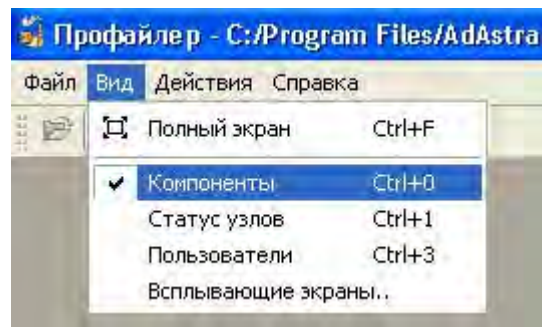 Профайлер - C:/Program Files/AdAstra
Файл Вид Действия Справка
Полный экран Ctrl+F
Компоненты Ctrl+0
Статус узлов Ctrl+1
Пользователи Ctrl+3
Всплывающие экраны..